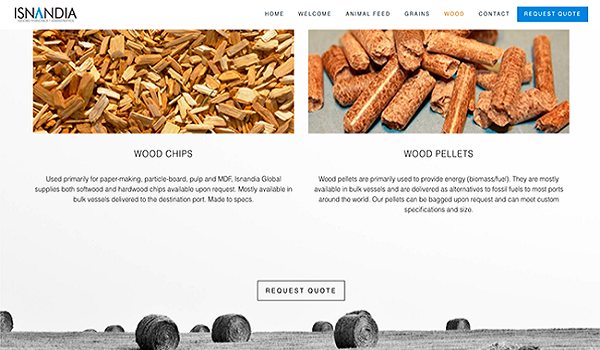 ISNANDIA
HOME WELCOME ANIMAL FEED GRAINS WOOD CONTACT REQUEST QUOTE
WOOD CHIPS
Used primarily for paper-making, particle-board, pulp and MDF, Isnandia Global
supplies both softwood and hardwood chips available upon request. Mostly available in
bulk vessels delivered to the destination port. Made to specs.
WOOD PELLETS
Wood pellets are primarily used to provide energy (biomass/fuel). They are mostly
available in bulk vessels and are delivered as alternatives to fossil fuels to most ports
around the world. Our pellets can be bagged upon request and can meet custom
specifications and size.
REQUEST QUOTE